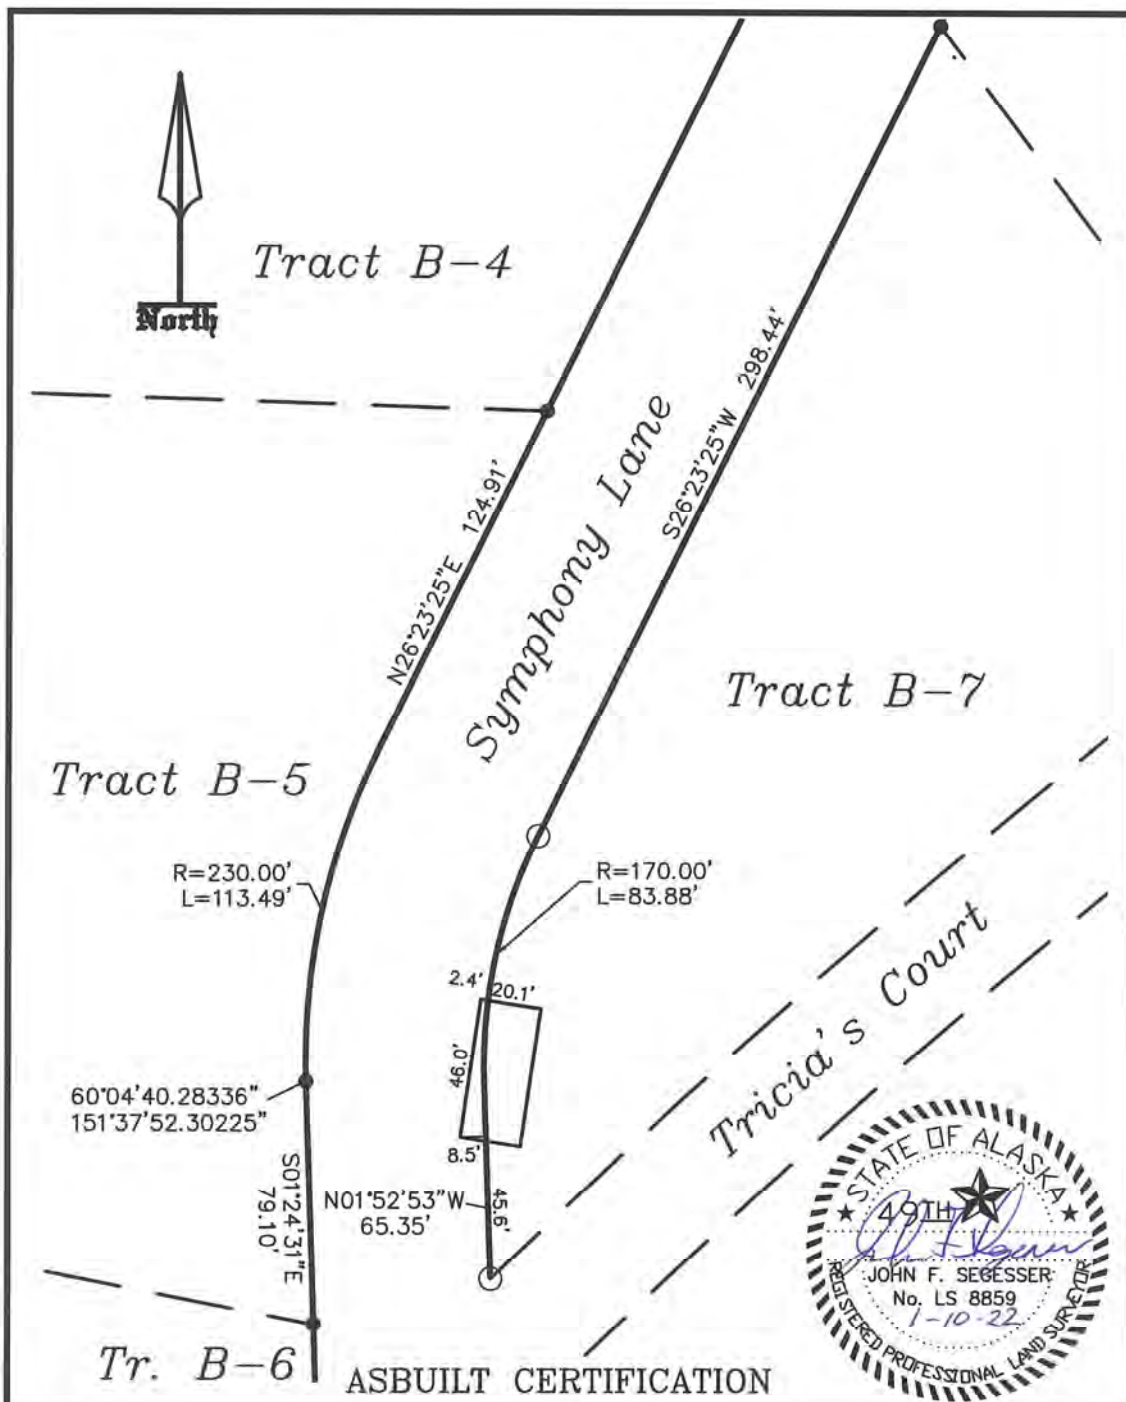 North
Tract B-4
N26°23'25"E 124.91'
Symphony Lane
S26°23'25"W 298.44'
Tract B-7
Tract B-5
R=230.00'
L=113.49'
R=170.00'
L=83.88'
2.4' 20.1'
46.0'
8.5'
60°04'40.28336"
151°37'52.30225"
S01°24'31"E
79.10'
N01°52'53"W
65.35'
45.6'
Tricia's Court
Tr. B-6
ASBUILT CERTIFICATION
STATE OF ALASKA
49TH
JOHN F. SEGESSER
No. LS 8859
1-10-22
REGISTERED PROFESSIONAL LAND SURVEYOR